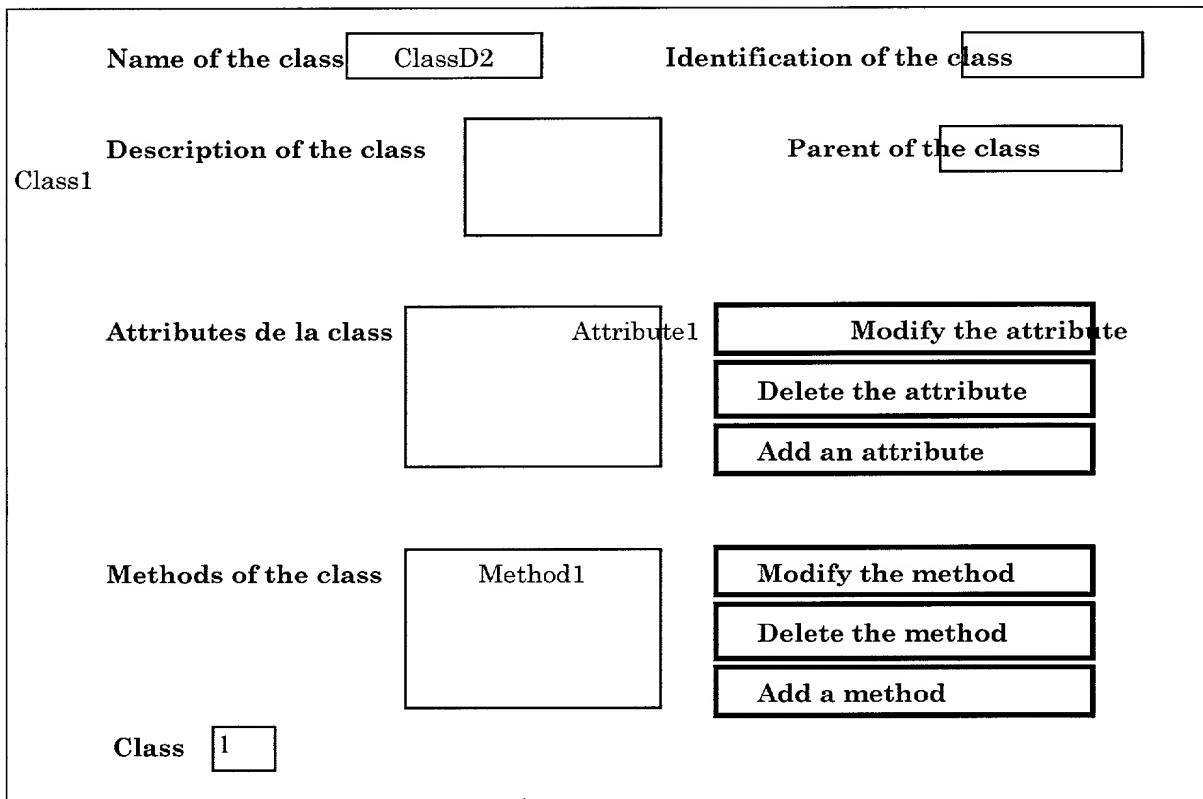 Name of the class ClassD2 Identification of the class
Description of the class Parent of the class
Class1
Attributes de la class Attribute1 Modify the attribute
Delete the attribute
Add an attribute
Methods of the class Method1 Modify the method
Delete the method
Add a method
Class 1